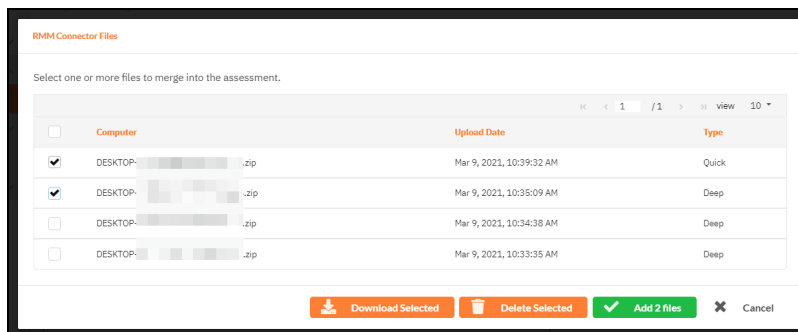 RMM Connector Files
Select one or more files to merge into the assessment.
1 /1 view 10
Computer Upload Date Type
DESKTOP- .zip Mar 9, 2021, 10:39:32 AM Quick
DESKTOP- .zip Mar 9, 2021, 10:35:09 AM Deep
DESKTOP- .zip Mar 9, 2021, 10:34:38 AM Deep
DESKTOP- .zip Mar 9, 2021, 10:33:35 AM Deep
Download Selected Delete Selected Add 2 files Cancel